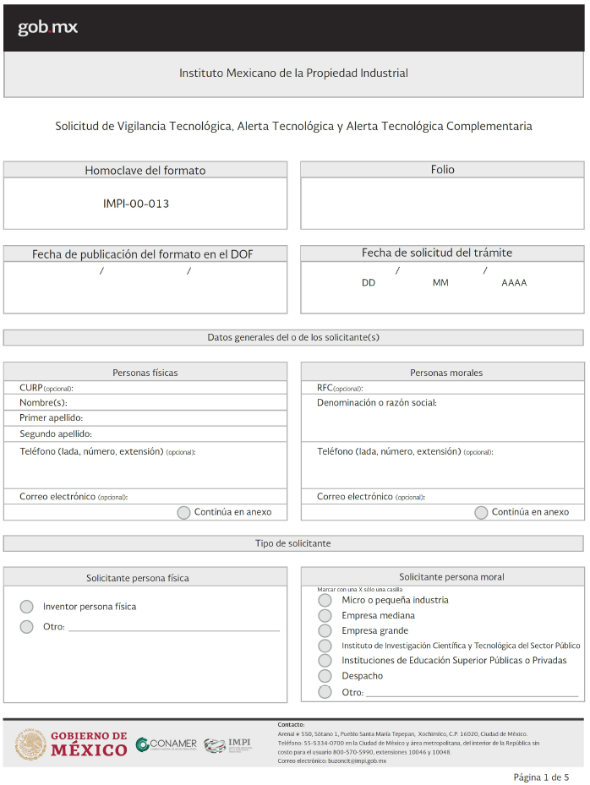 gob.mx
Instituto Mexicano de la Propiedad Industrial
Solicitud de Vigilancia Tecnológica, Alerta Tecnológica y Alerta Tecnológica Complementaria
Homoclave del formato
IMPI-00-013
Folio
Fecha de publicación del formato en el DOF
/ /
Fecha de solicitud del trámite
/ /
DD MM AAAA
Datos generales del o de los solicitante(s)
Personas físicas
CURP (opcional):
Nombre(s):
Primer apellido:
Segundo apellido:
Teléfono (lada, número, extensión) (opcional):
Correo electrónico (opcional):
Continúa en anexo
Personas morales
RFC(opcional):
Denominación o razón social:
Teléfono (lada, número, extensión) (opcional):
Correo electrónico (opcional):
Continúa en anexo
Tipo de solicitante
Solicitante persona física
Inventor persona física
Otro:
Solicitante persona moral
Marcar con una X sólo una casilla
Micro o pequeña industria
Empresa mediana
Empresa grande
Instituto de Investigación Científica y Tecnológica del Sector Público
Instituciones de Educación Superior Públicas o Privadas
Despacho
Otro:
GOBIERNO DE
MÉXICO
CONAMER
IMPI
Contacto:
Arenal # 550, Sótano 1, Pueblo Santa María Tepepan, Xochimilco, C.P. 16020, Ciudad de México.
Teléfono: 55-5334-0700 en la Ciudad de México y área metropolitana, del interior de la República sin
costo para el usuario 800-570-5990, extensiones 10046 y 10048.
Correo electrónico: buzoncit@impi.gob.mx
Página 1 de 5